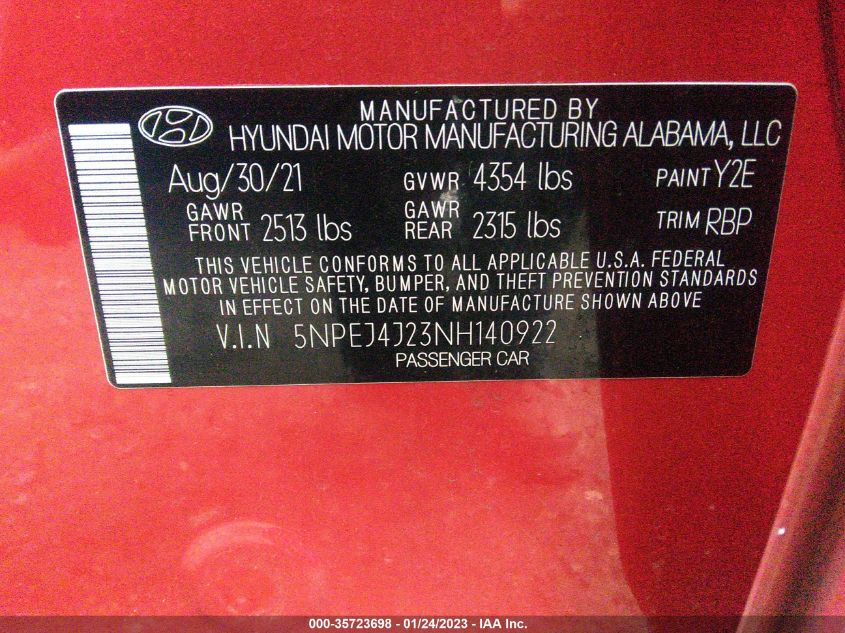 MANUFACTURED BY
HYUNDAI MOTOR MANUFACTURING ALABAMA, LLC
Aug/30/21 GVWR 4354 lbs PAINT Y2E
GAWR FRONT 2513 lbs GAWR REAR 2315 lbs TRIM RBP
THIS VEHICLE CONFORMS TO ALL APPLICABLE U.S.A. FEDERAL
MOTOR VEHICLE SAFETY, BUMPER, AND THEFT PREVENTION STANDARDS
IN EFFECT ON THE DATE OF MANUFACTURE SHOWN ABOVE
V.I.N 5NPEJ4J23NH140922
PASSENGER CAR
000-35723698 - 01/24/2023 - IAA Inc.